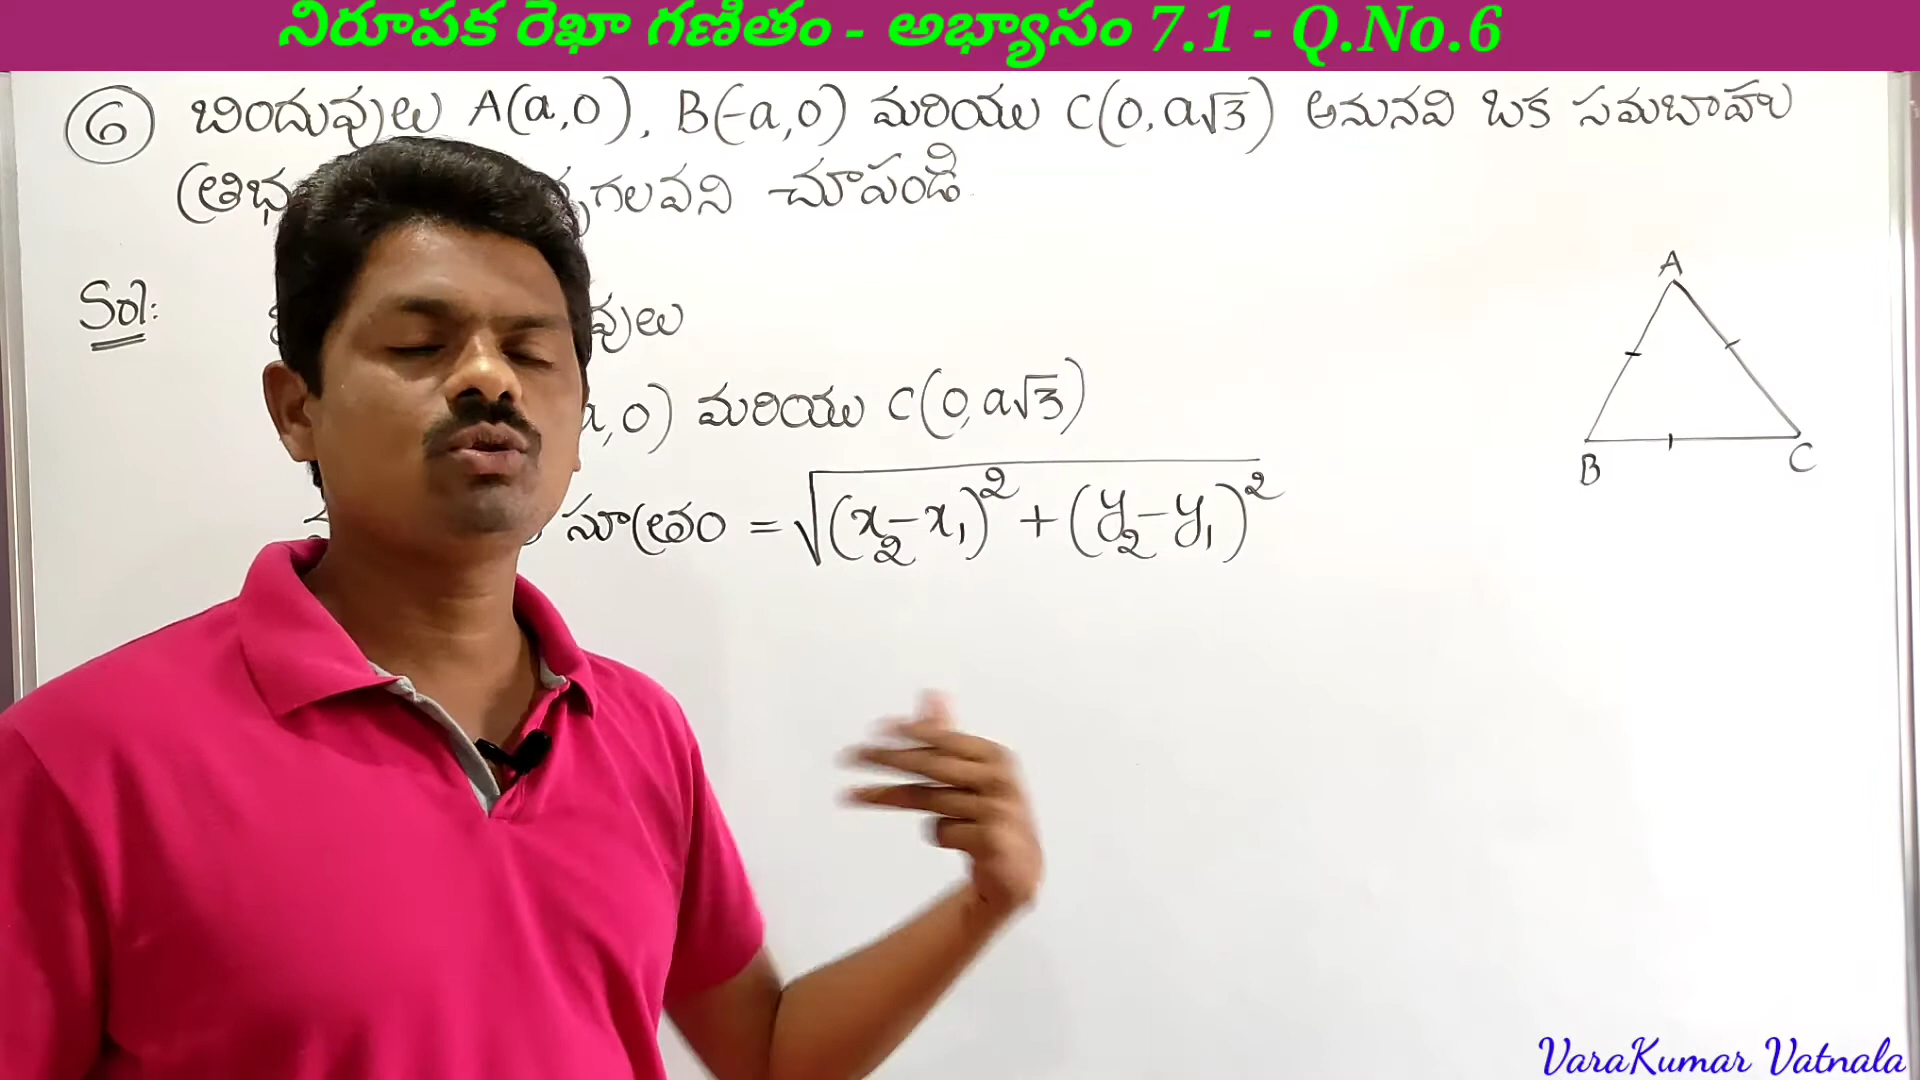 నిరూపక రేఖా గణితం - అభ్యాసం 7.1 - Q.No.6
6 బిందువులు A(a,0), B(-a,0) మరియు C(0,a√3) అనునవి ఒక సమబాహు
చూపండి
Sol:
A
,0) మరియు C(0,a√3)
B C
సూత్రం = √(x₂-x₁)²+(y₂-y₁)²
VaraKumar Vatnala